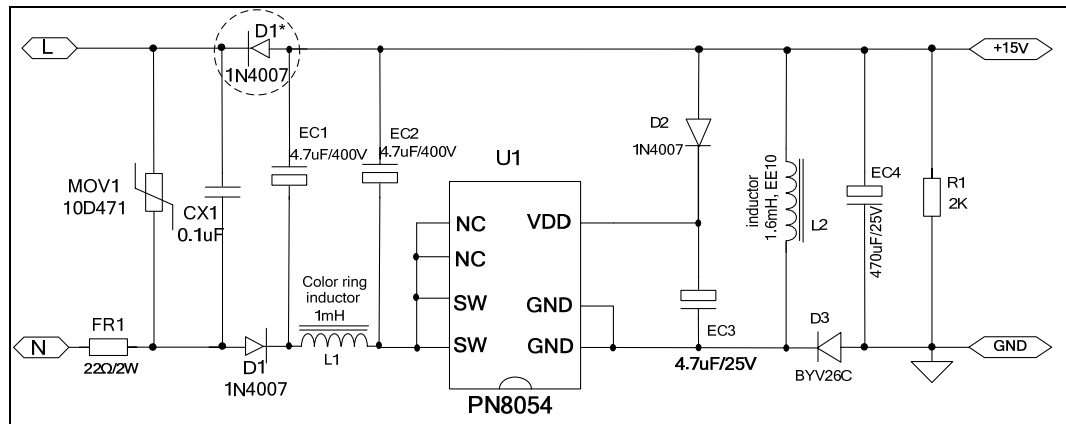 L
D1*
1N4007
+15V
EC1
4.7uF/400V
EC2
4.7uF/400V
U1
D2
1N4007
MOV1
10D471
CX1
0.1uF
NC
NC
SW
SW
VDD
GND
GND
inductor
1.6mH, EE10
L2
EC4
470uF/25V
R1
2K
Color ring
inductor
1mH
L1
EC3
4.7uF/25V
D3
BYV26C
FR1
N
22Ω/2W
D1
1N4007
GND
PN8054